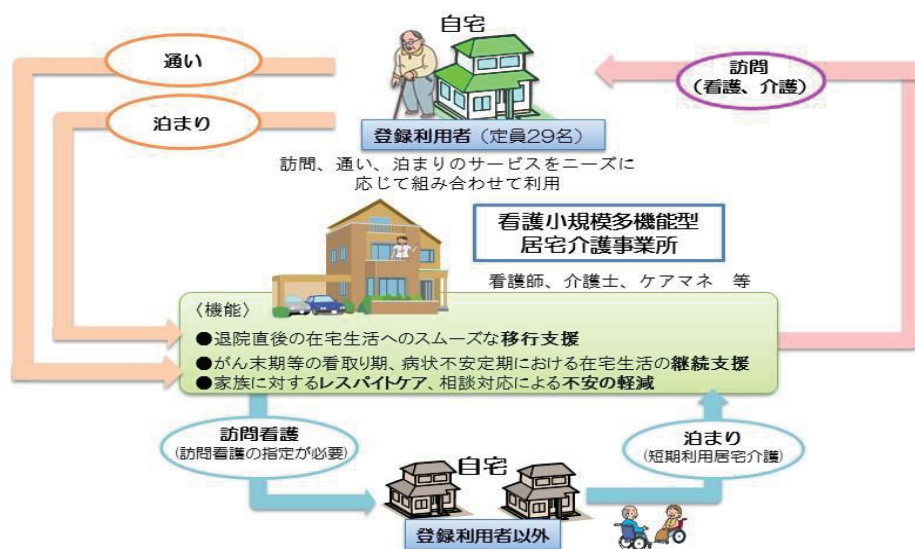 自宅
通い
訪問
(看護、介護)
泊まり
登録利用者（定員29名）
訪問、通い、泊まりのサービスをニーズに
応じて組み合わせて利用
看護小規模多機能型
居宅介護事業所
看護師、介護士、ケアマネ　等
〈機能〉
●退院直後の在宅生活へのスムーズな移行支援
●がん末期等の看取り期、病状不安定期における在宅生活の継続支援
●家族に対するレスパイトケア、相談対応による不安の軽減
訪問看護
(訪問看護の指定が必要)
泊まり
(短期利用居宅介護)
自宅
登録利用者以外